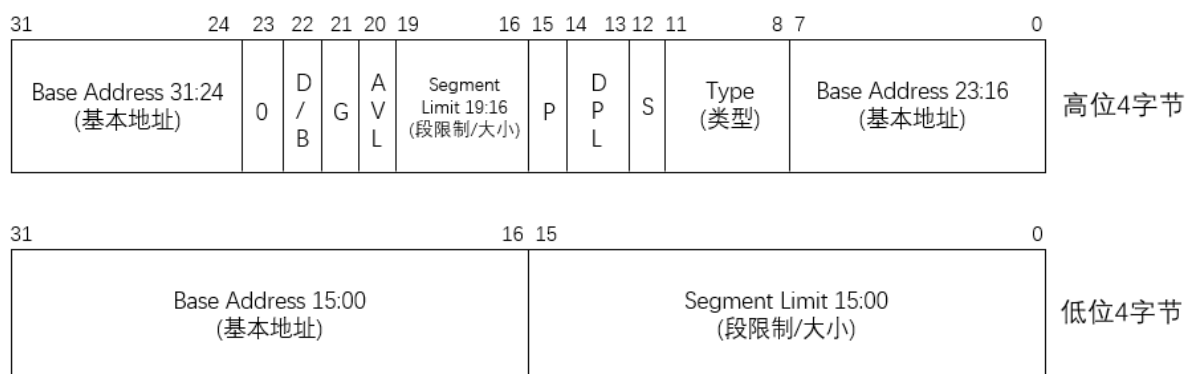 31 24 23 22 21 20 19 16 15 14 13 12 11 8 7 0
Base Address 31:24
(基本地址)
0
D
/
B
G
A
V
L
Segment
Limit 19:16
(段限制/大小)
P
D
P
L
S
Type
(类型)
Base Address 23:16
(基本地址)
高位4字节
31 16 15 0
Base Address 15:00
(基本地址)
Segment Limit 15:00
(段限制/大小)
低位4字节